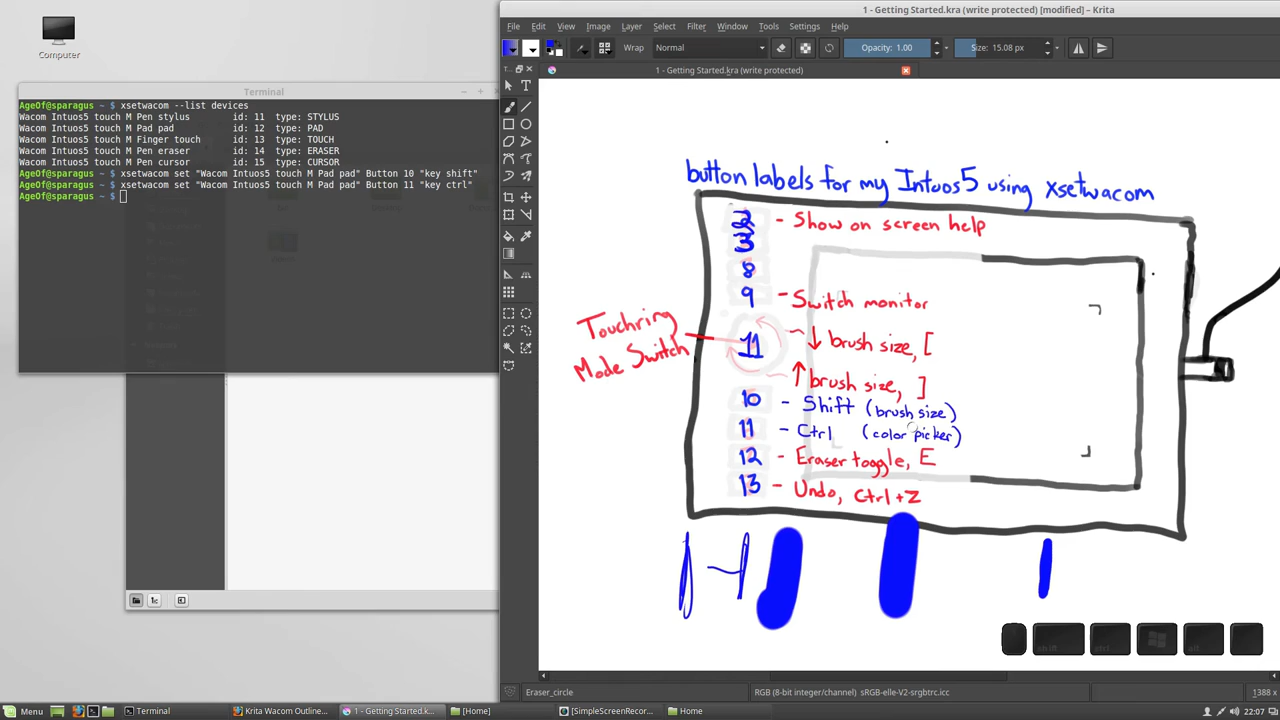 1 - Getting Started.kra (write protected) [modified] – Krita
File Edit View Image Layer Select Filter Window Tools Settings Help
Wrap Normal Opacity: 1.00 Size: 15.08 px
1 - Getting Started.kra (write protected)
Computer
Terminal
AgeOf@sparagus ~ $ xsetwacom --list devices
Wacom Intuos5 touch M Pen stylus id: 11 type: STYLUS
Wacom Intuos5 touch M Pad pad id: 12 type: PAD
Wacom Intuos5 touch M Finger touch id: 13 type: TOUCH
Wacom Intuos5 touch M Pen eraser id: 14 type: ERASER
Wacom Intuos5 touch M Pen cursor id: 15 type: CURSOR
AgeOf@sparagus ~ $ xsetwacom set "Wacom Intuos5 touch M Pad pad" Button 10 "key shift"
AgeOf@sparagus ~ $ xsetwacom set "Wacom Intuos5 touch M Pad pad" Button 11 "key ctrl"
AgeOf@sparagus ~ $
button labels for my Intuos5 using xsetwacom
2 - Show on screen help
3
8
9 - Switch monitor
Touchring
Mode Switch
11
↓ brush size, [
↑ brush size, ]
10 - Shift (brush size)
11 - Ctrl (color picker)
12 - Eraser toggle, E
13 - Undo, Ctrl+Z
shift ctrl alt
Eraser_circle RGB (8-bit integer/channel) sRGB-elle-V2-srgbtrc.icc 1388 x
Menu Terminal Krita Wacom Outline... 1 - Getting Started.k... [Home] [SimpleScreenRecor... Home 22:07